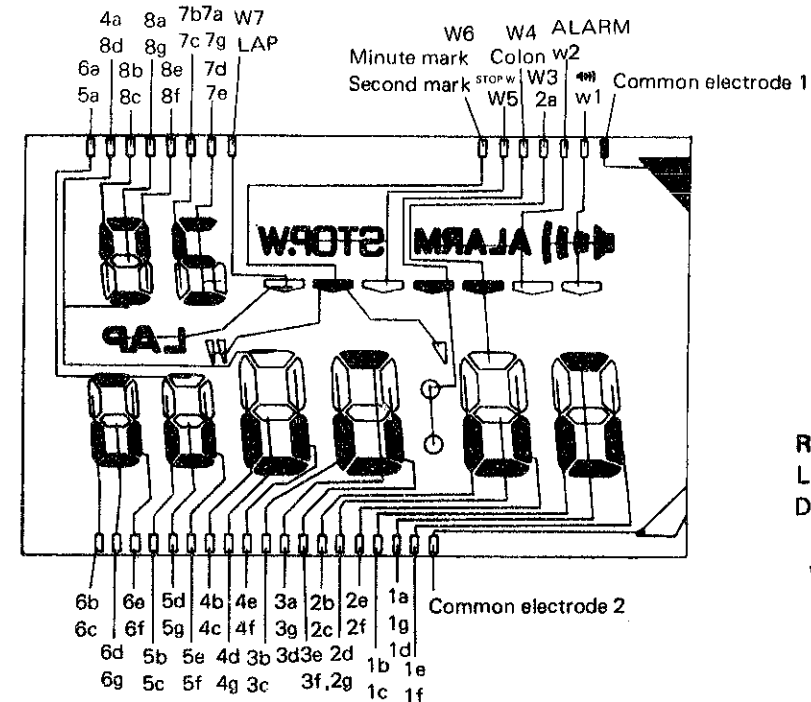 4a 8a 7b7a W7
8d 8g 7c 7g LAP
6a 8b 8e 7d
5a 8c 8f 7e
W6 W4 ALARM
Minute mark Colon W2
Second mark STOP W W3 Common electrode 1
W5 2a w1
STOP.W ALARM
LAP
6b 6e 5d 4b 4e 3a 2b 2e 1a Common electrode 2
6c 6f 5g 4c 4f 3g 2c 2f 1g
6d 5b 5e 4d 3b 3d3e 2d 1b 1d 1e
6g 5c 5f 4g 3c 3f,2g 1c 1f
R
L
D